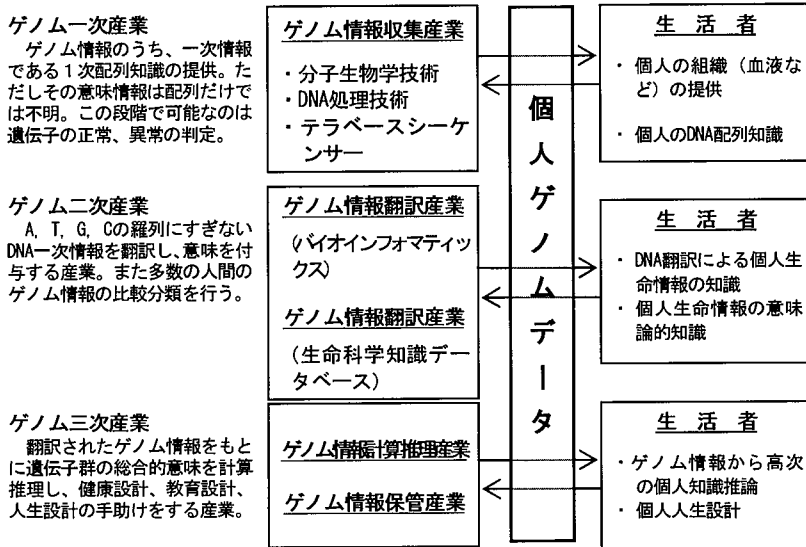 ゲノム一次産業
ゲノム情報のうち、一次情報
である1次配列知識の提供。た
だしその意味情報は配列だけで
は不明。この段階で可能なのは
遺伝子の正常、異常の判定。
ゲノム情報収集産業
・分子生物学技術
・DNA処理技術
・テラベースシーケ
ンサー
生 活 者
・ 個人の組織（血液な
ど）の提供
・ 個人のDNA配列知識
個人ゲノムデータ
ゲノム二次産業
A, T, G, Cの羅列にすぎない
DNA一次情報を翻訳し、意味を付
与する産業。また多数の人間の
ゲノム情報の比較分類を行う。
ゲノム情報翻訳産業
(バイオインフォマティッ
クス)
ゲノム情報翻訳産業
(生命科学知識デー
タベース)
生 活 者
・ DNA翻訳による個人生
命情報の知識
・ 個人生命情報の意味
論的知識
ゲノム三次産業
翻訳されたゲノム情報をもと
に遺伝子群の総合的意味を計算
推理し、健康設計、教育設計、
人生設計の手助けをする産業。
ゲノム情報計算推理産業
ゲノム情報保管産業
生 活 者
・ゲノム情報から高次
の個人知識推論
・ 個人人生設計